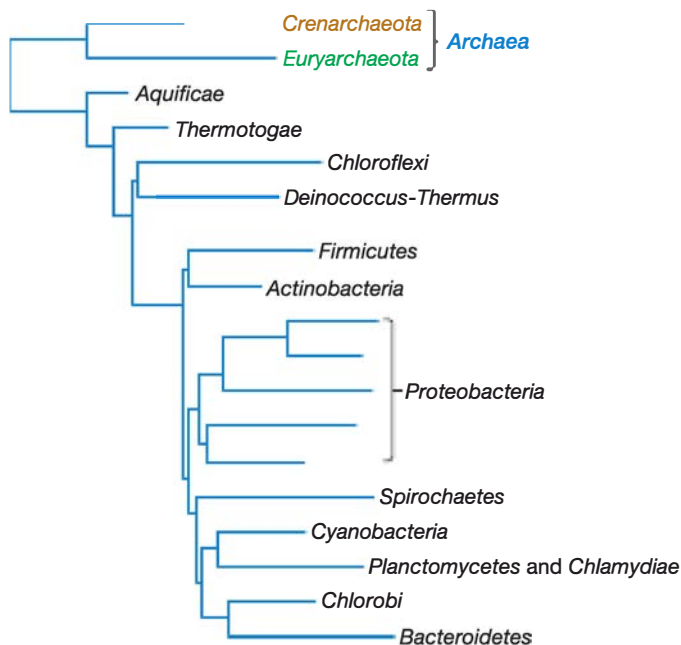 Crenarchaeota
Archaea
Euryarchaeota
Aquificae
Thermotogae
Chloroflexi
Deinococcus-Thermus
Firmicutes
Actinobacteria
Proteobacteria
Spirochaetes
Cyanobacteria
Planctomycetes and Chlamydiae
Chlorobi
Bacteroidetes